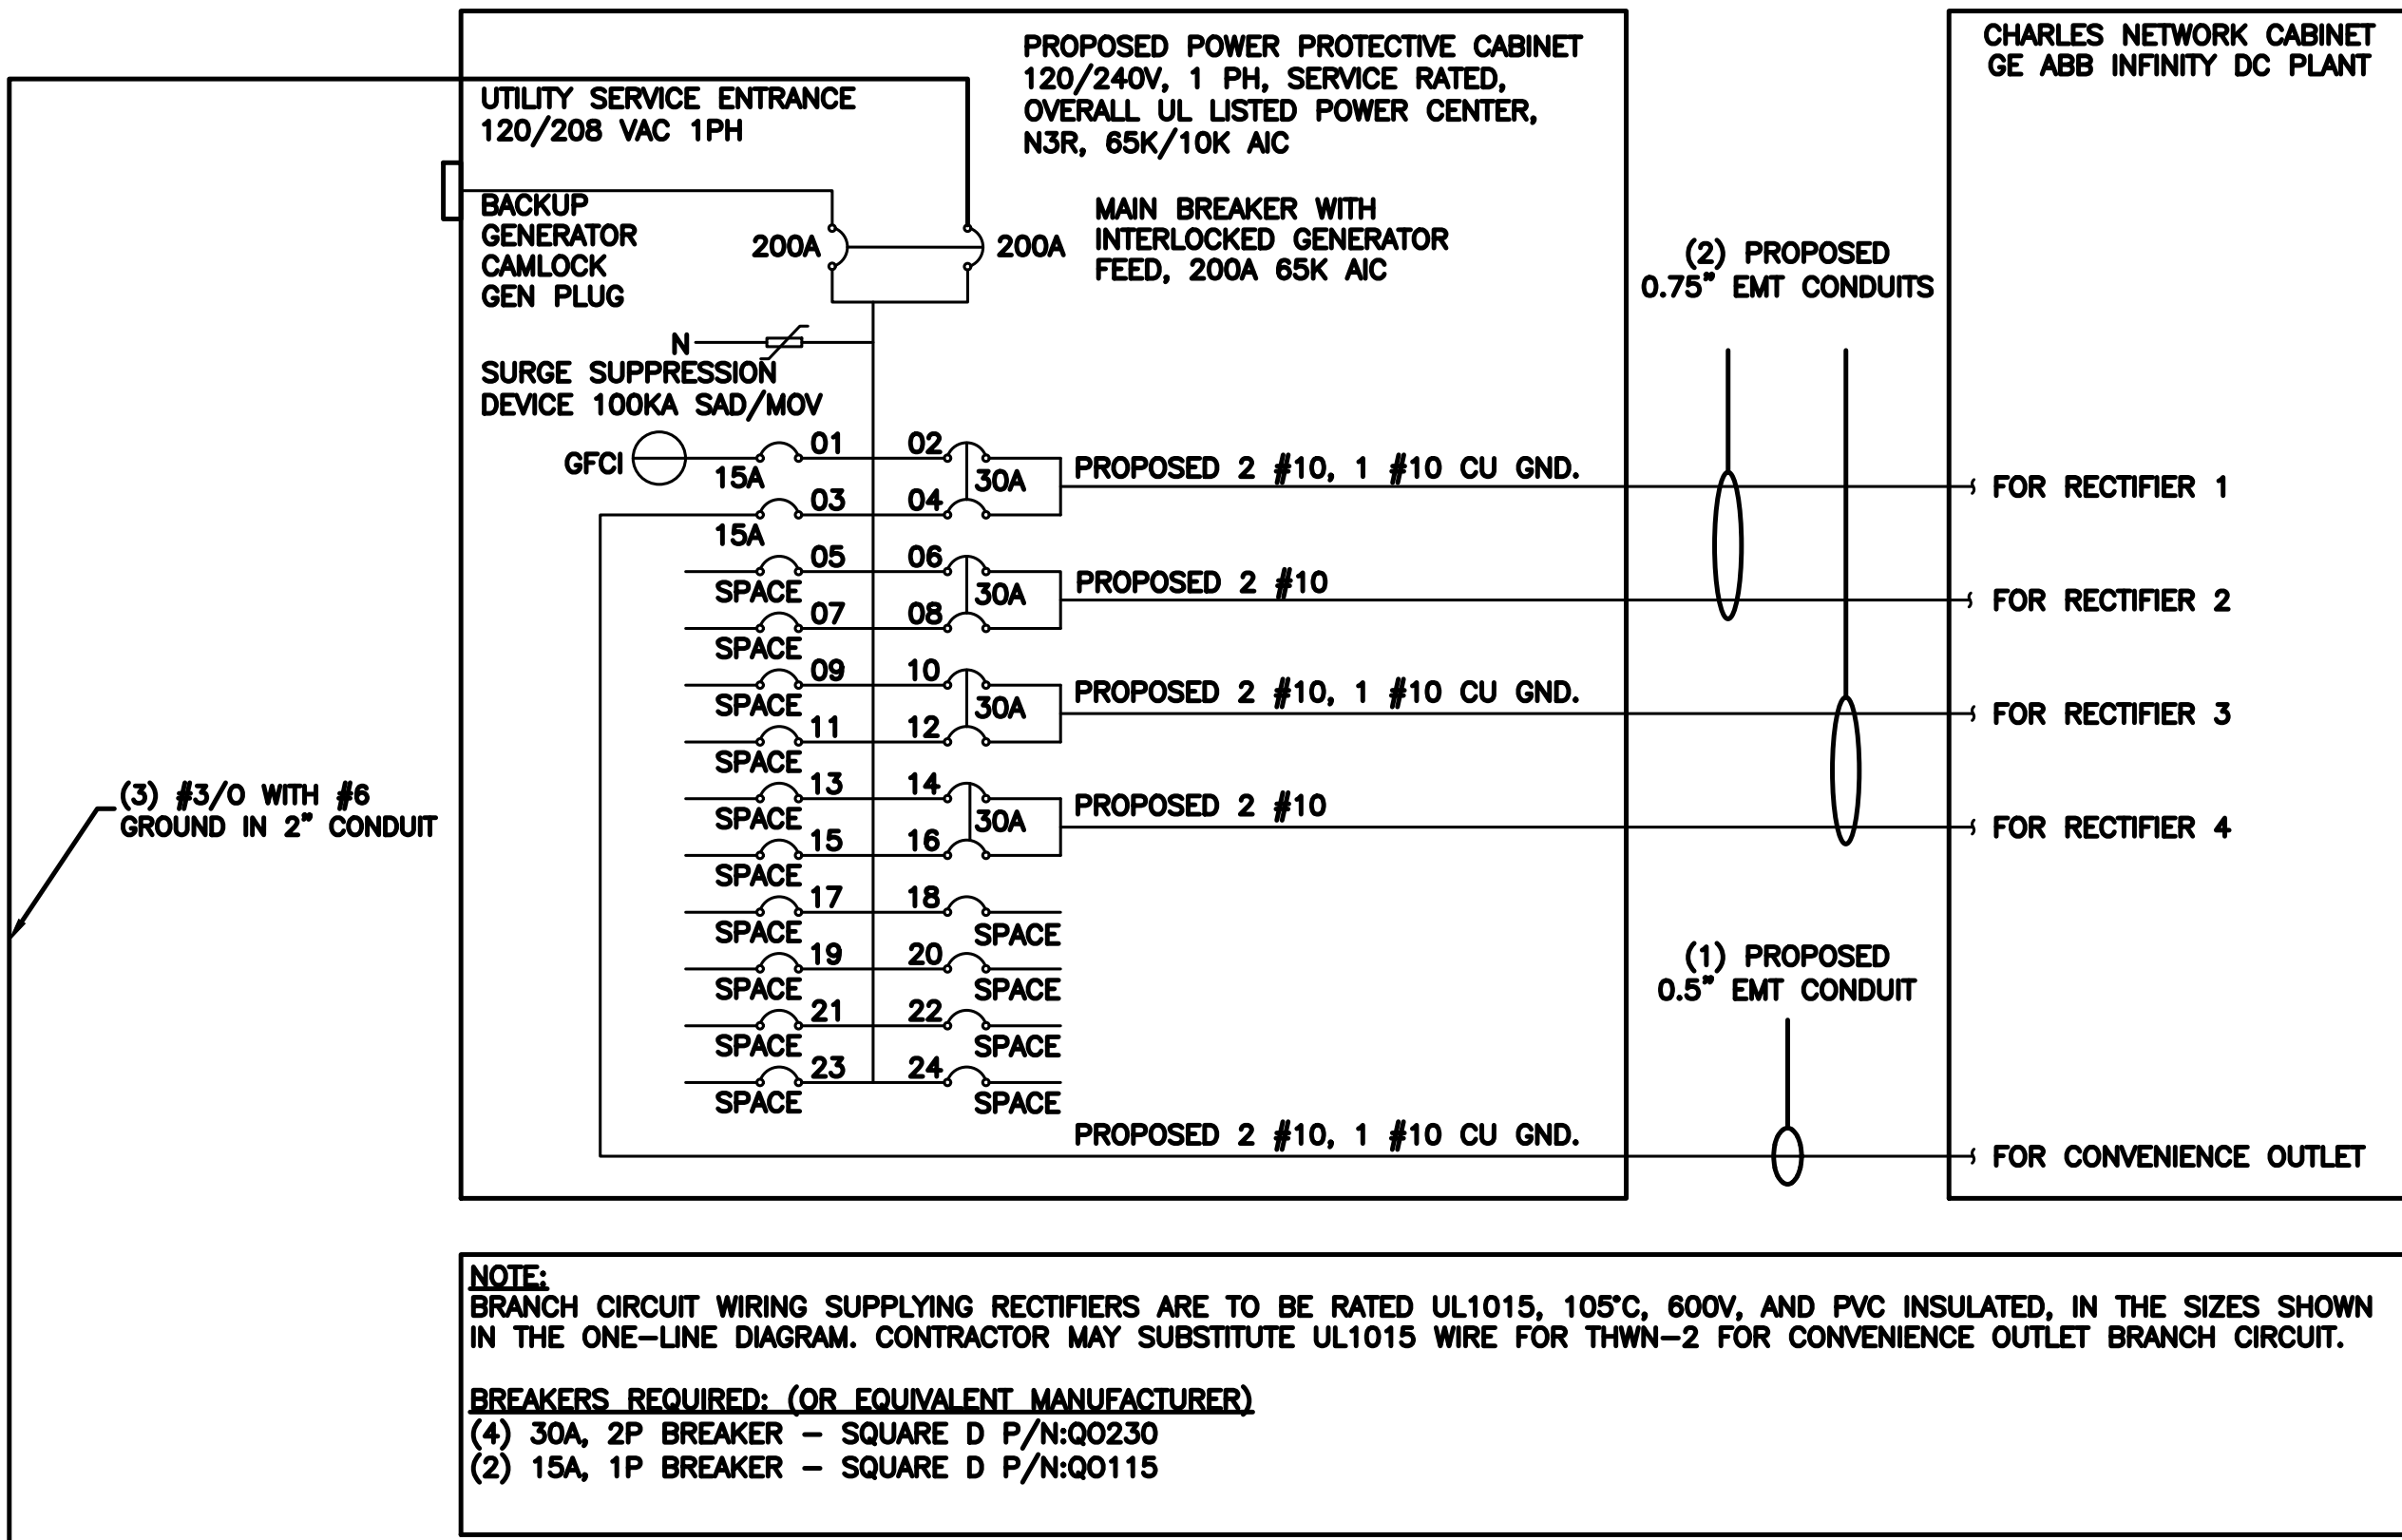 PROPOSED POWER PROTECTIVE CABINET
120/240V, 1 PH, SERVICE RATED,
OVERALL UL LISTED POWER CENTER,
N3R, 65K/10K AIC
CHARLES NETWORK CABINET
GE ABB INFINITY DC PLANT
UTILITY SERVICE ENTRANCE
120/208 VAC 1PH
BACKUP
GENERATOR
CAMLOCK
GEN PLUG
200A
200A
MAIN BREAKER WITH
INTERLOCKED GENERATOR
FEED, 200A 65K AIC
(2) PROPOSED
0.75" EMT CONDUITS
N
SURGE SUPPRESSION
DEVICE 100KA SAD/MOV
GFCI
15A
01
02
30A
PROPOSED 2 #10, 1 #10 CU GND.
FOR RECTIFIER 1
15A
03
04
SPACE
05
06
30A
PROPOSED 2 #10
FOR RECTIFIER 2
SPACE
07
08
SPACE
09
10
30A
PROPOSED 2 #10, 1 #10 CU GND.
FOR RECTIFIER 3
SPACE
11
12
(3) #3/0 WITH #6
GROUND IN 2" CONDUIT
SPACE
13
14
30A
PROPOSED 2 #10
FOR RECTIFIER 4
SPACE
15
16
SPACE
17
18
SPACE
SPACE
19
20
SPACE
(1) PROPOSED
0.5" EMT CONDUIT
SPACE
21
22
SPACE
SPACE
23
24
SPACE
PROPOSED 2 #10, 1 #10 CU GND.
FOR CONVENIENCE OUTLET
NOTE:
BRANCH CIRCUIT WIRING SUPPLYING RECTIFIERS ARE TO BE RATED UL1015, 105°C, 600V, AND PVC INSULATED, IN THE SIZES SHOWN
IN THE ONE-LINE DIAGRAM. CONTRACTOR MAY SUBSTITUTE UL1015 WIRE FOR THWN-2 FOR CONVENIENCE OUTLET BRANCH CIRCUIT.
BREAKERS REQUIRED: (OR EQUIVALENT MANUFACTURER)
(4) 30A, 2P BREAKER - SQUARE D P/N:QO230
(2) 15A, 1P BREAKER - SQUARE D P/N:QO115